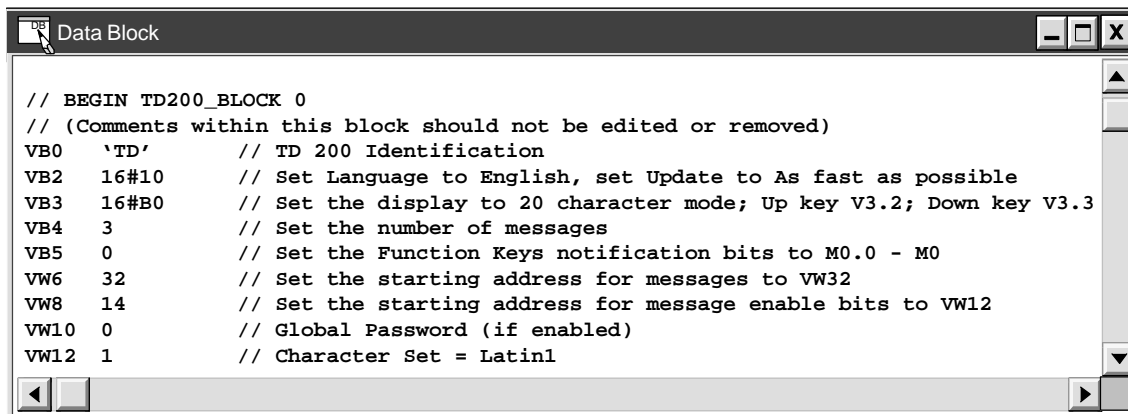 DB Data Block
// BEGIN TD200_BLOCK 0
// (Comments within this block should not be edited or removed)
VB0 ‘TD’ // TD 200 Identification
VB2 16#10 // Set Language to English, set Update to As fast as possible
VB3 16#B0 // Set the display to 20 character mode; Up key V3.2; Down key V3.3
VB4 3 // Set the number of messages
VB5 0 // Set the Function Keys notification bits to M0.0 - M0
VW6 32 // Set the starting address for messages to VW32
VW8 14 // Set the starting address for message enable bits to VW12
VW10 0 // Global Password (if enabled)
VW12 1 // Character Set = Latin1